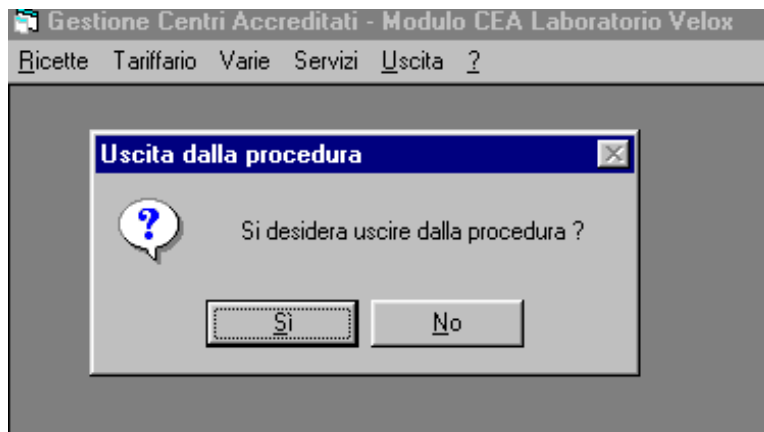 Gestione Centri Accreditati - Modulo CEA Laboratorio Velox
Ricette Tariffario Varie Servizi Uscita ?
Uscita dalla procedura
?
Si desidera uscire dalla procedura ?
Sì No